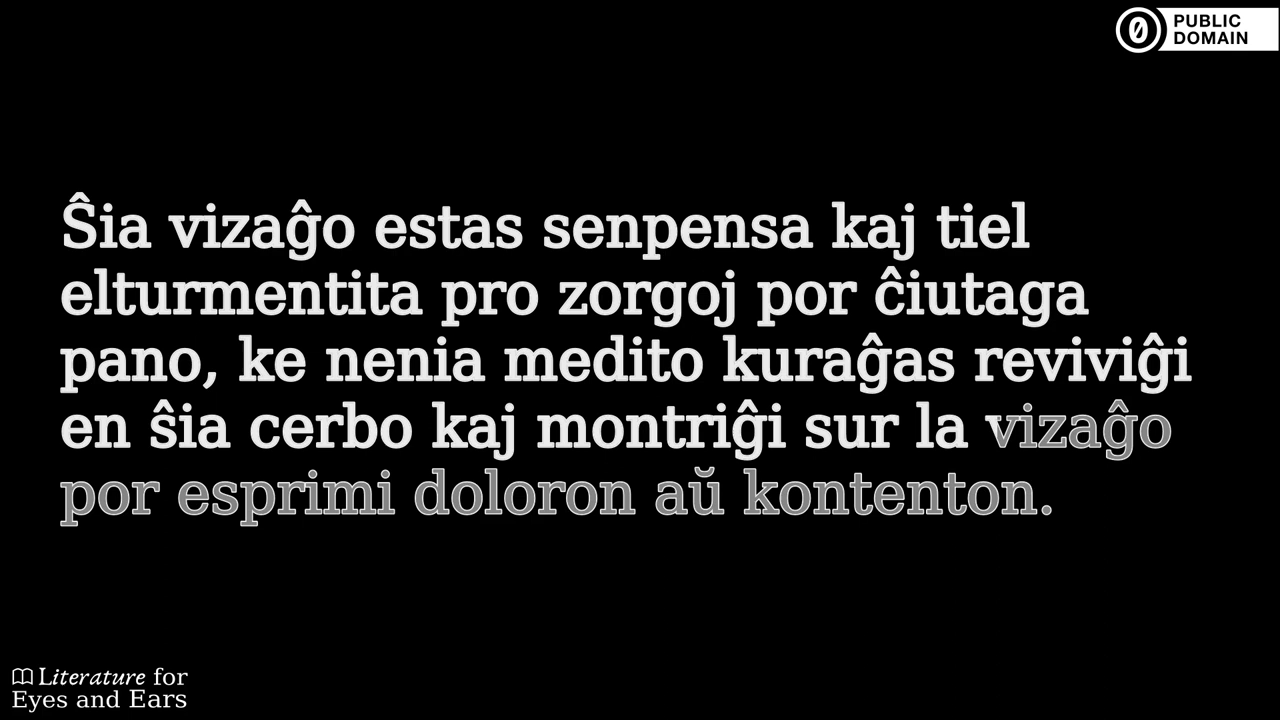 PUBLIC
DOMAIN
Ŝia vizaĝo estas senpensa kaj tiel
elturmentita pro zorgoj por ĉiutaga
pano, ke nenia medito kuraĝas reviviĝi
en ŝia cerbo kaj montriĝi sur la vizaĝo
por esprimi doloron aŭ kontenton.
Literature for
Eyes and Ears